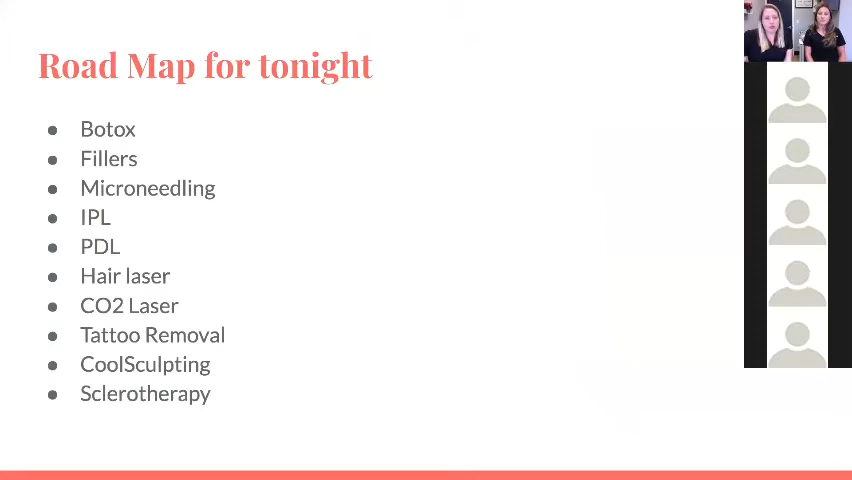 Road Map for tonight
● Botox
● Fillers
● Microneedling
● IPL
● PDL
● Hair laser
● CO2 Laser
● Tattoo Removal
● CoolSculpting
● Sclerotherapy